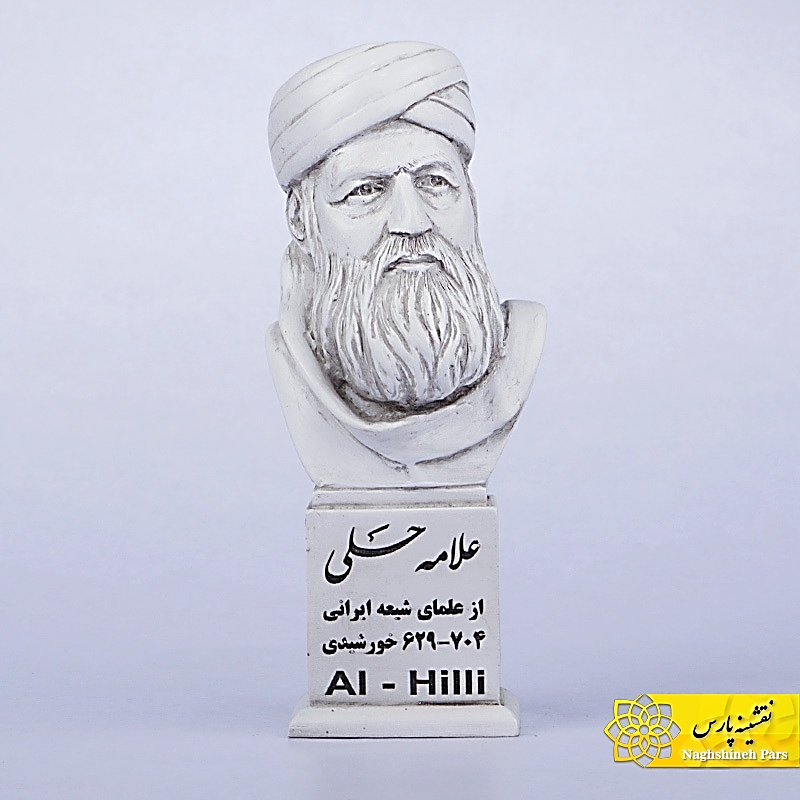 علامه حلی
از علمای شیعه ایرانی
۶۲۹-۷۰۴ خورشیدی
Al - Hilli
نقشینه پارس
Naghshineh Pars